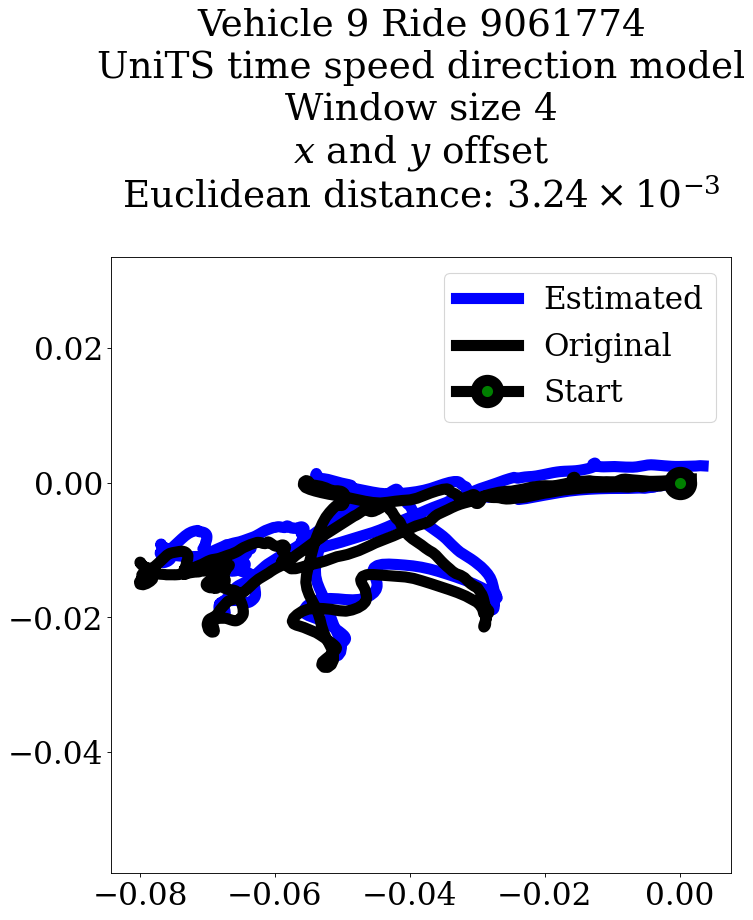 Vehicle 9 Ride 9061774
UniTS time speed direction model
Window size 4
x and y offset
Euclidean distance: 3.24 × 10⁻³
Estimated
Original
Start
0.02
0.00
−0.02
−0.04
−0.08 −0.06 −0.04 −0.02 0.00